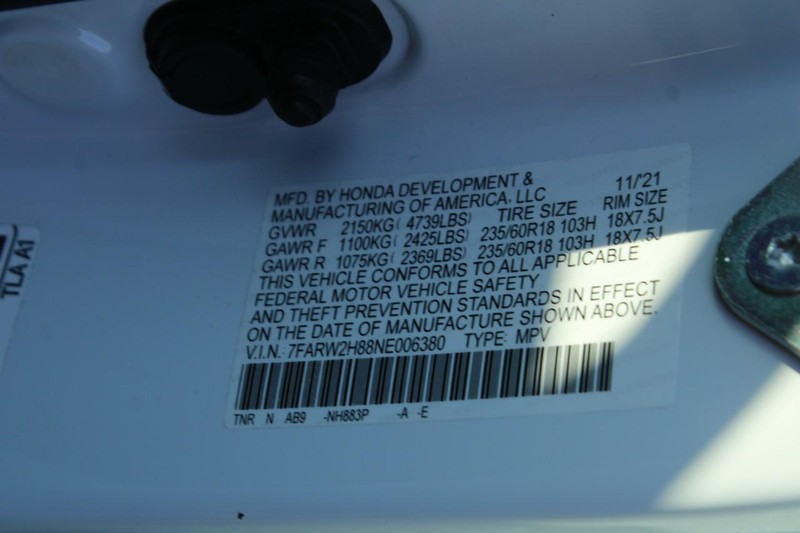 MFD. BY HONDA DEVELOPMENT & 11/'21
MANUFACTURING OF AMERICA, LLC
GVWR 2150KG( 4739LBS) TIRE SIZE RIM SIZE
GAWR F 1100KG( 2425LBS) 235/60R18 103H 18X7.5J
GAWR R 1075KG( 2369LBS) 235/60R18 103H 18X7.5J
THIS VEHICLE CONFORMS TO ALL APPLICABLE
FEDERAL MOTOR VEHICLE SAFETY
AND THEFT PREVENTION STANDARDS IN EFFECT
ON THE DATE OF MANUFACTURE SHOWN ABOVE.
V.I.N.: 7FARW2H88NE006380 TYPE: MPV
TNR N AB9 -NH883P -A -E
TLA A1